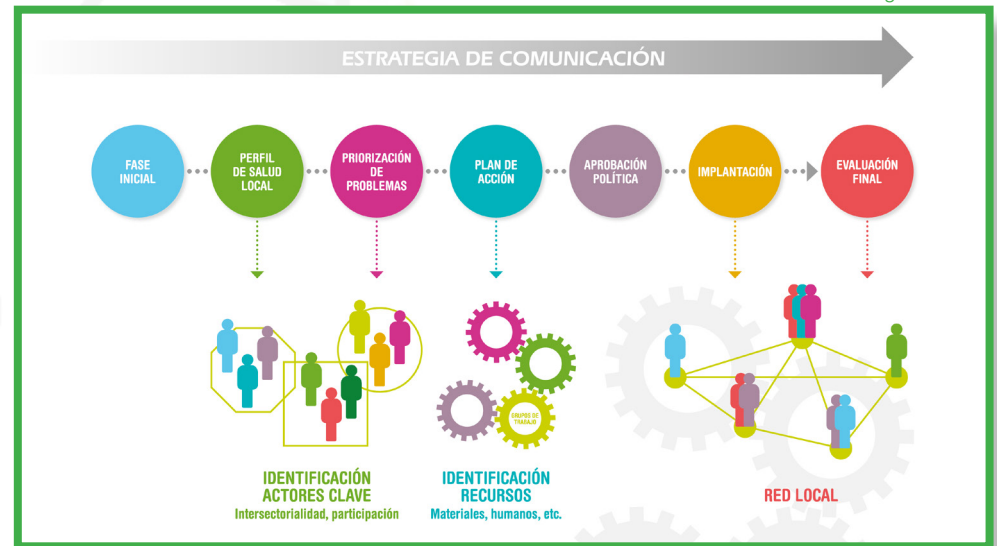 ESTRATEGIA DE COMUNICACIÓN
FASE
INICIAL
PERFIL
DE SALUD
LOCAL
PRIORIZACIÓN
DE
PROBLEMAS
PLAN DE
ACCIÓN
APROBACIÓN
POLÍTICA
IMPLANTACIÓN
EVALUACIÓN
FINAL
GRUPOS DE
TRABAJO
IDENTIFICACIÓN
ACTORES CLAVE
Intersectorialidad, participación
IDENTIFICACIÓN
RECURSOS
Materiales, humanos, etc.
RED LOCAL